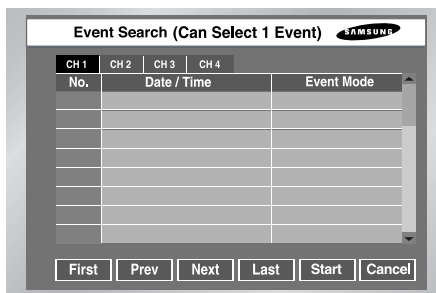 Event Search (Can Select 1 Event) SAMSUNG
CH 1 CH 2 CH 3 CH 4
No. Date / Time Event Mode
First Prev Next Last Start Cancel